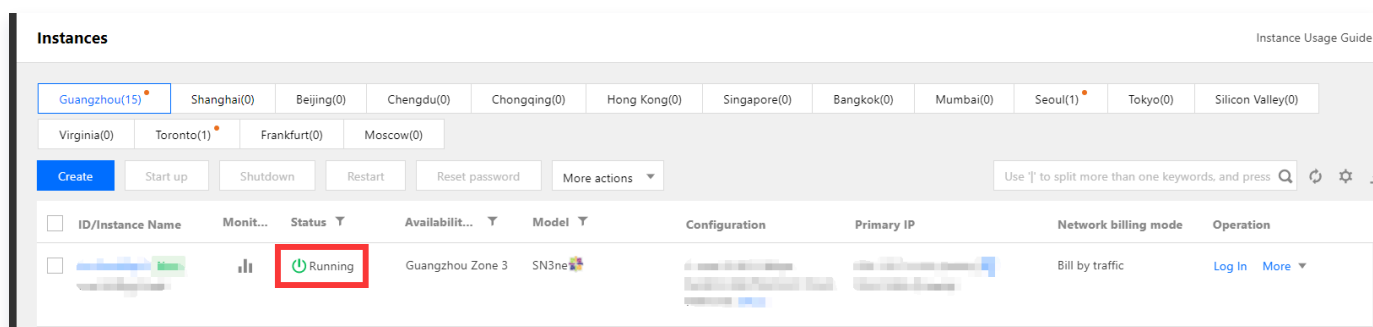 Instances Instance Usage Guide
Guangzhou(15) Shanghai(0) Beijing(0) Chengdu(0) Chongqing(0) Hong Kong(0) Singapore(0) Bangkok(0) Mumbai(0) Seoul(1) Tokyo(0) Silicon Valley(0)
Virginia(0) Toronto(1) Frankfurt(0) Moscow(0)
Create Start up Shutdown Restart Reset password More actions Use '|' to split more than one keywords, and press
ID/Instance Name Monit... Status Availabilit... Model Configuration Primary IP Network billing mode Operation
Running Guangzhou Zone 3 SN3ne Bill by traffic Log In More